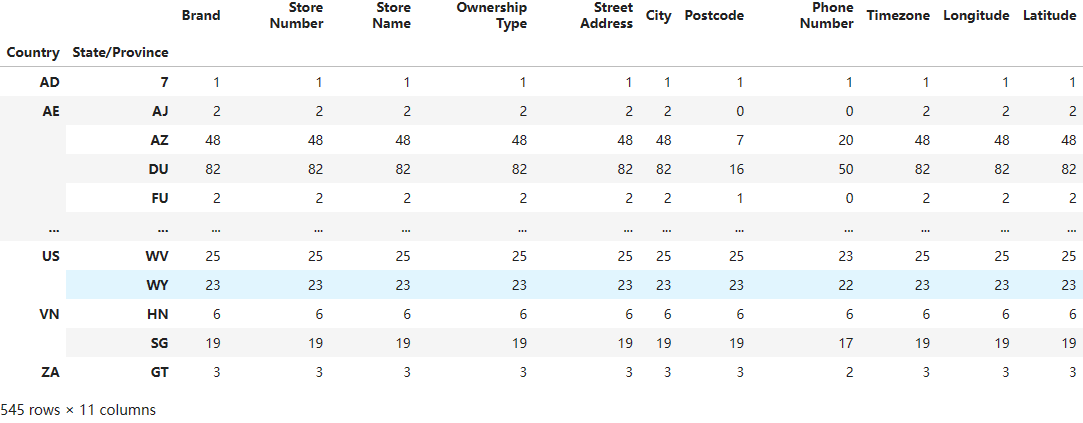 Brand Store Number Store Name Ownership Type Street Address City Postcode Phone Number Timezone Longitude Latitude
Country State/Province
AD 7 1 1 1 1 1 1 1 1 1 1 1
AE AJ 2 2 2 2 2 2 0 0 2 2 2
AZ 48 48 48 48 48 48 7 20 48 48 48
DU 82 82 82 82 82 82 16 50 82 82 82
FU 2 2 2 2 2 2 1 0 2 2 2
... ... ... ... ... ... ... ... ... ... ... ... ...
US WV 25 25 25 25 25 25 25 23 25 25 25
WY 23 23 23 23 23 23 23 22 23 23 23
VN HN 6 6 6 6 6 6 6 6 6 6 6
SG 19 19 19 19 19 19 19 17 19 19 19
ZA GT 3 3 3 3 3 3 3 2 3 3 3
545 rows × 11 columns